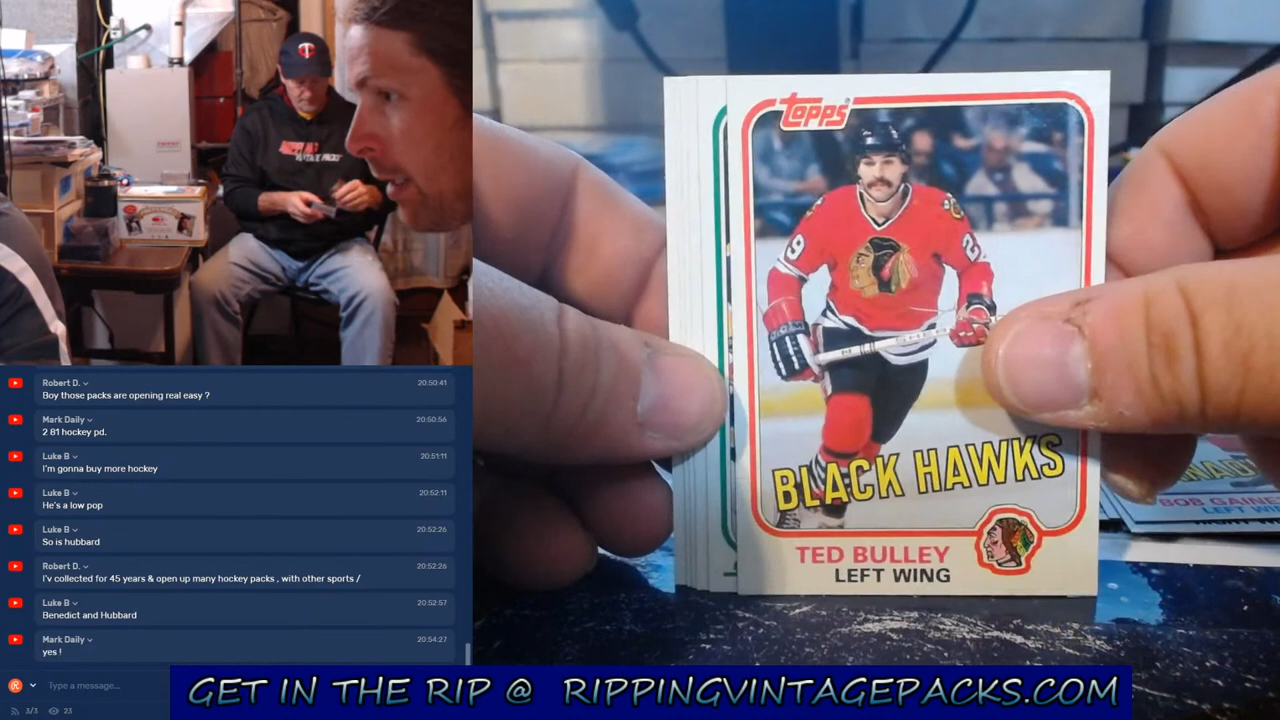 Robert D.
20:50:41
Boy those packs are opening real easy ?
Mark Daily
20:50:56
2 81 hockey pd.
Luke B
20:51:11
I'm gonna buy more hockey
Luke B
20:52:11
He's a low pop
Luke B
20:52:26
So is hubbard
Robert D.
20:52:26
I'v collected for 45 years & open up many hockey packs , with other sports /
Luke B
20:52:57
Benedict and Hubbard
Mark Daily
20:54:27
yes !
Type a message...
3/3 23
TOPPS
29
BLACK HAWKS
TED BULLEY
LEFT WING
BOB GAINE
LEFT WI
GET IN THE RIP @ RIPPINGVINTAGEPACKS.COM